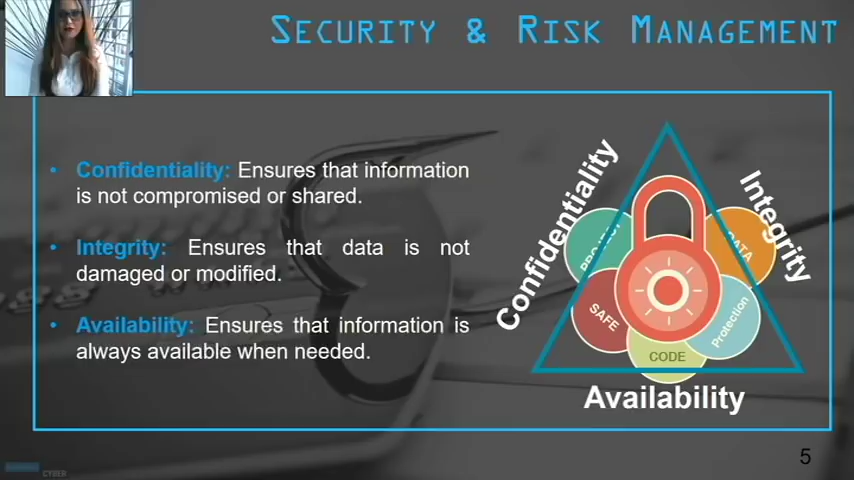 SECURITY & RISK MANAGEMENT
• Confidentiality: Ensures that information
is not compromised or shared.
• Integrity: Ensures that data is not
damaged or modified.
• Availability: Ensures that information is
always available when needed.
Confidentiality
Integrity
PROJECT
DATA
SAFE
Protection
CODE
Availability
5
CYBER